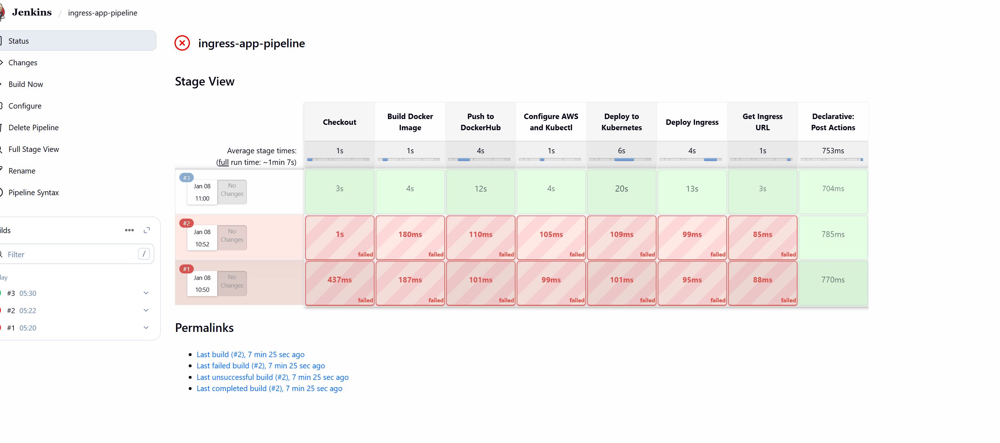 Jenkins / ingress-app-pipeline
Status
Changes
Build Now
Configure
Delete Pipeline
Full Stage View
Rename
Pipeline Syntax
ilds
Filter /
lay
#3 05:30
#2 05:22
#1 05:20
ingress-app-pipeline
Stage View
Checkout
Build Docker
Image
Push to
DockerHub
Configure AWS
and Kubectl
Deploy to
Kubernetes
Deploy Ingress
Get Ingress
URL
Declarative:
Post Actions
Average stage times:
(full run time: ~1min 7s)
1s 1s 4s 1s 6s 4s 1s 753ms
#3
Jan 08
11:00
No
Changes
3s 4s 12s 4s 20s 13s 3s 704ms
#2
Jan 08
10:52
No
Changes
1s 180ms 110ms 105ms 109ms 99ms 85ms 785ms
failed failed failed failed failed failed failed
#1
Jan 08
10:50
No
Changes
437ms 187ms 101ms 99ms 101ms 95ms 88ms 770ms
failed failed failed failed failed failed failed
Permalinks
Last build (#2), 7 min 25 sec ago
Last failed build (#2), 7 min 25 sec ago
Last unsuccessful build (#2), 7 min 25 sec ago
Last completed build (#2), 7 min 25 sec ago